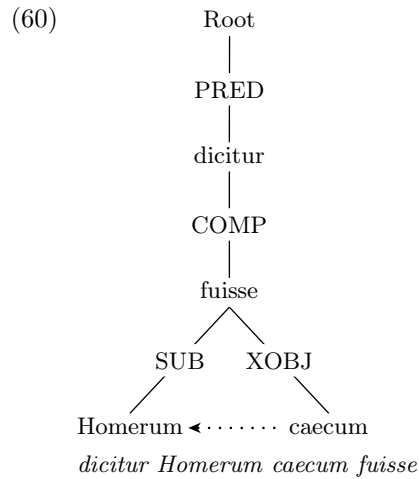 (60)
Root
PRED
dicitur
COMP
fuisse
SUB XOBJ
Homerum caecum
dicitur Homerum caecum fuisse